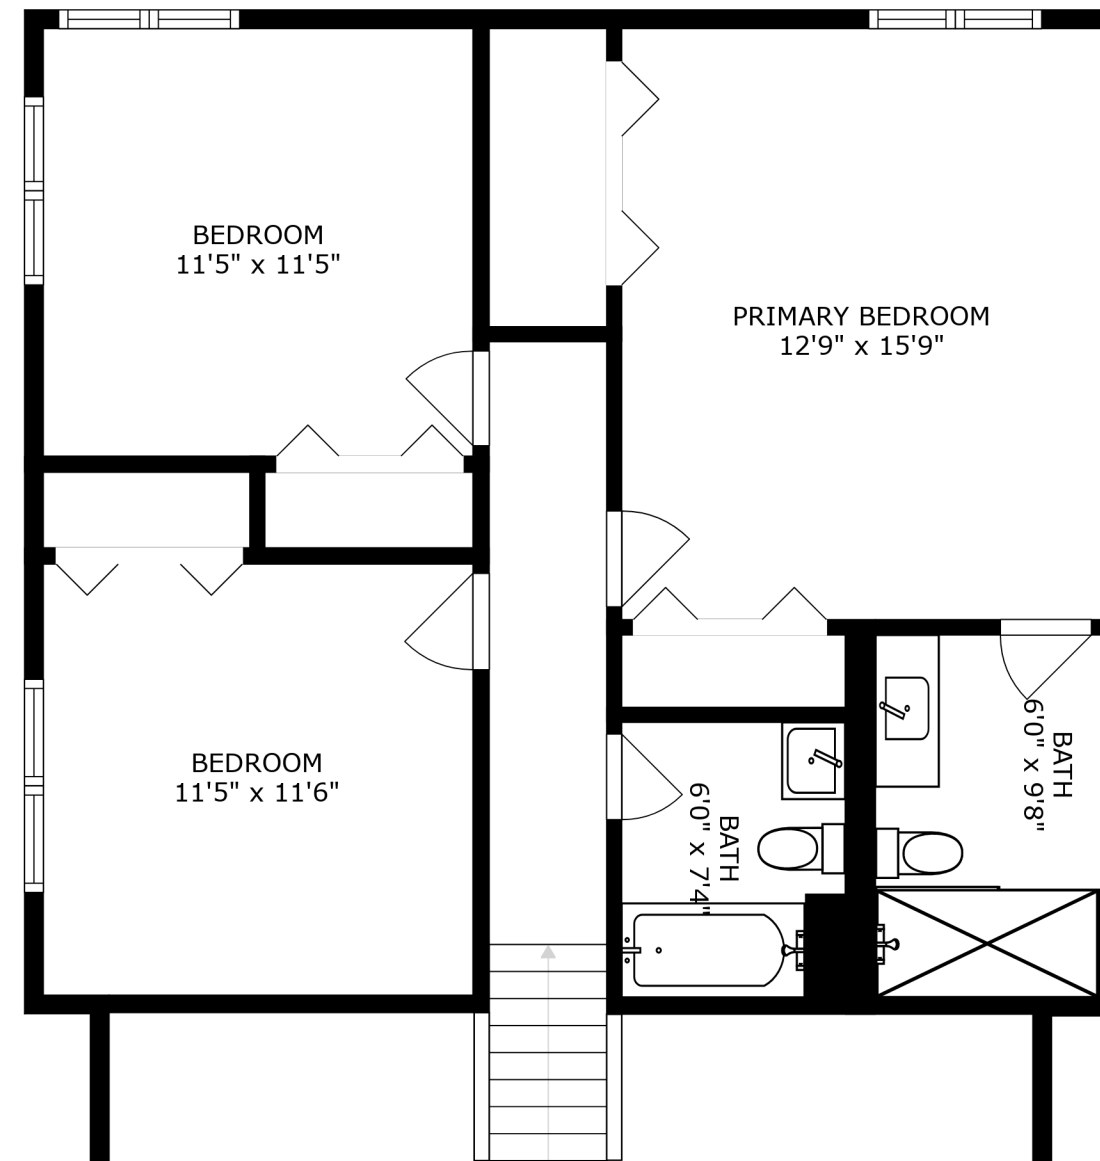 BEDROOM
11'5" x 11'5"
PRIMARY BEDROOM
12'9" x 15'9"
BEDROOM
11'5" x 11'6"
BATH
6'0" x 7'4"
BATH
6'0" x 9'8"